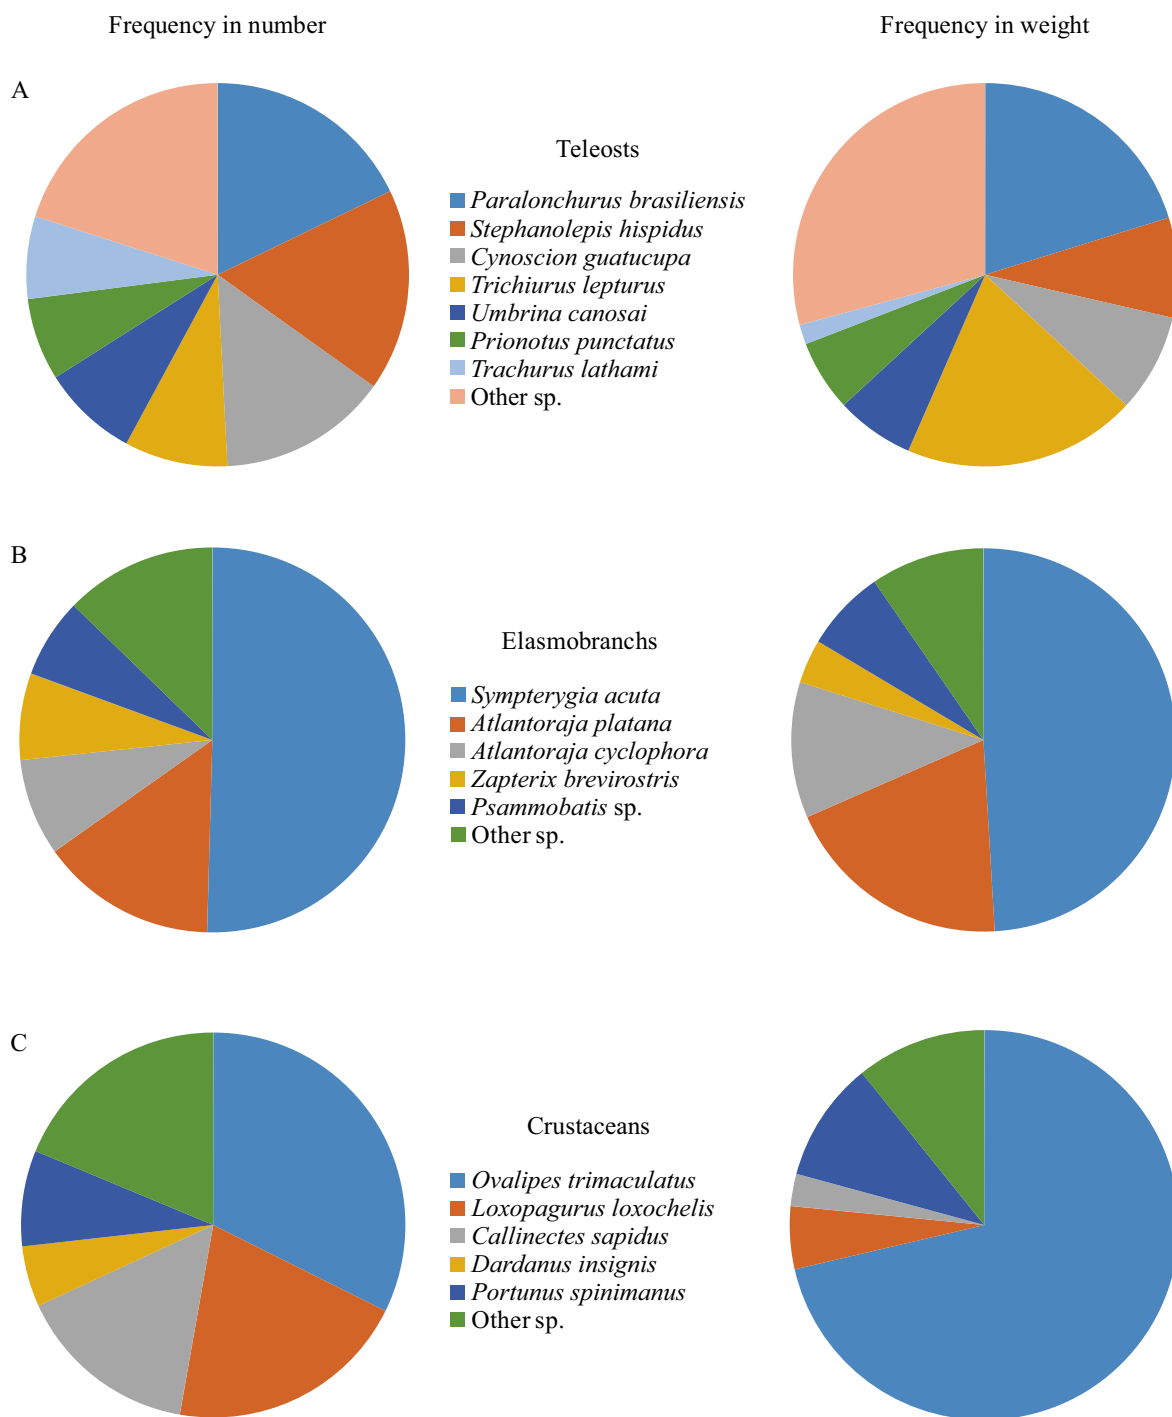 Frequency in number
Frequency in weight
A
Teleosts
Paralonchurus brasiliensis
Stephanolepis hispidus
Cynoscion guatucupa
Trichiurus lepturus
Umbrina canosai
Prionotus punctatus
Trachurus lathami
Other sp.
B
Elasmobranchs
Sympterygia acuta
Atlantoraja platana
Atlantoraja cyclophora
Zapterix brevirostris
Psammobatis sp.
Other sp.
C
Crustaceans
Ovalipes trimaculatus
Loxopagurus loxochelis
Callinectes sapidus
Dardanus insignis
Portunus spinimanus
Other sp.